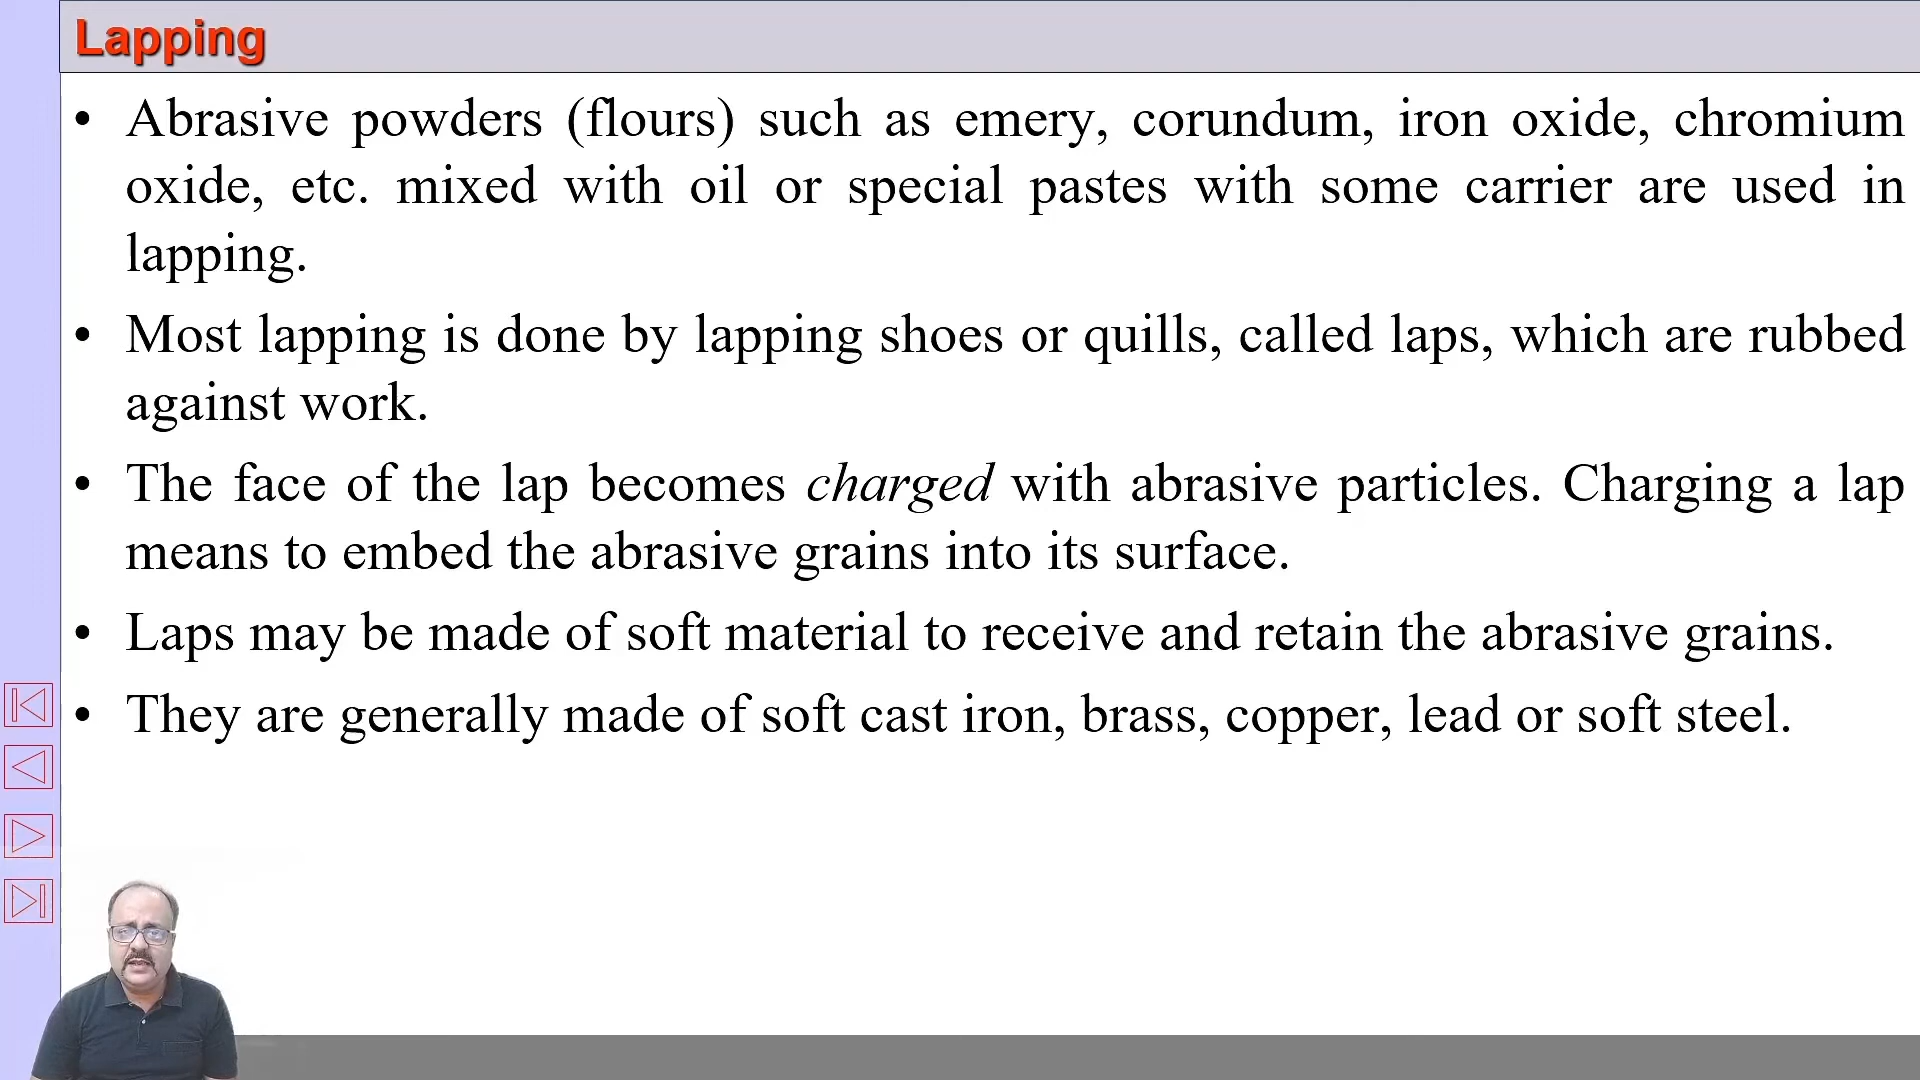 Lapping
• Abrasive powders (flours) such as emery, corundum, iron oxide, chromium
oxide, etc. mixed with oil or special pastes with some carrier are used in
lapping.
• Most lapping is done by lapping shoes or quills, called laps, which are rubbed
against work.
• The face of the lap becomes charged with abrasive particles. Charging a lap
means to embed the abrasive grains into its surface.
• Laps may be made of soft material to receive and retain the abrasive grains.
• They are generally made of soft cast iron, brass, copper, lead or soft steel.